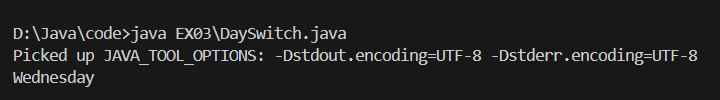 D:\Java\code>java EX03\DaySwitch.java
Picked up JAVA_TOOL_OPTIONS: -Dstdout.encoding=UTF-8 -Dstderr.encoding=UTF-8
Wednesday